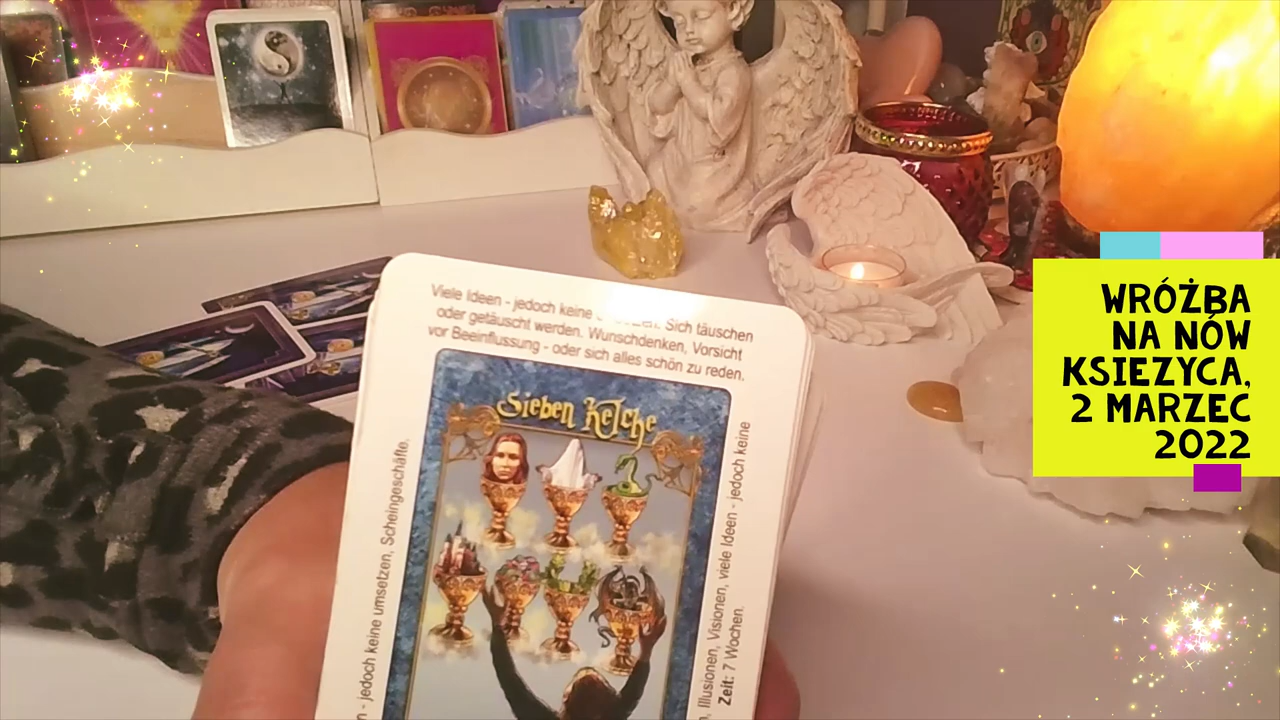 Viele Ideen - jedoch keine Sich täuschen
oder getäuscht werden. Wunschdenken, Vorsicht
vor Beeinflussung - oder sich alles schön zu reden.
Sieben Kelche
- jedoch keine umsetzen, Scheingeschäfte.
Illusionen, Visionen, viele Ideen - jedoch keine
Zeit: 7 Wochen.
WRÓŻBA
NA NÓW
KSIEZYCA,
2 MARZEC
2022